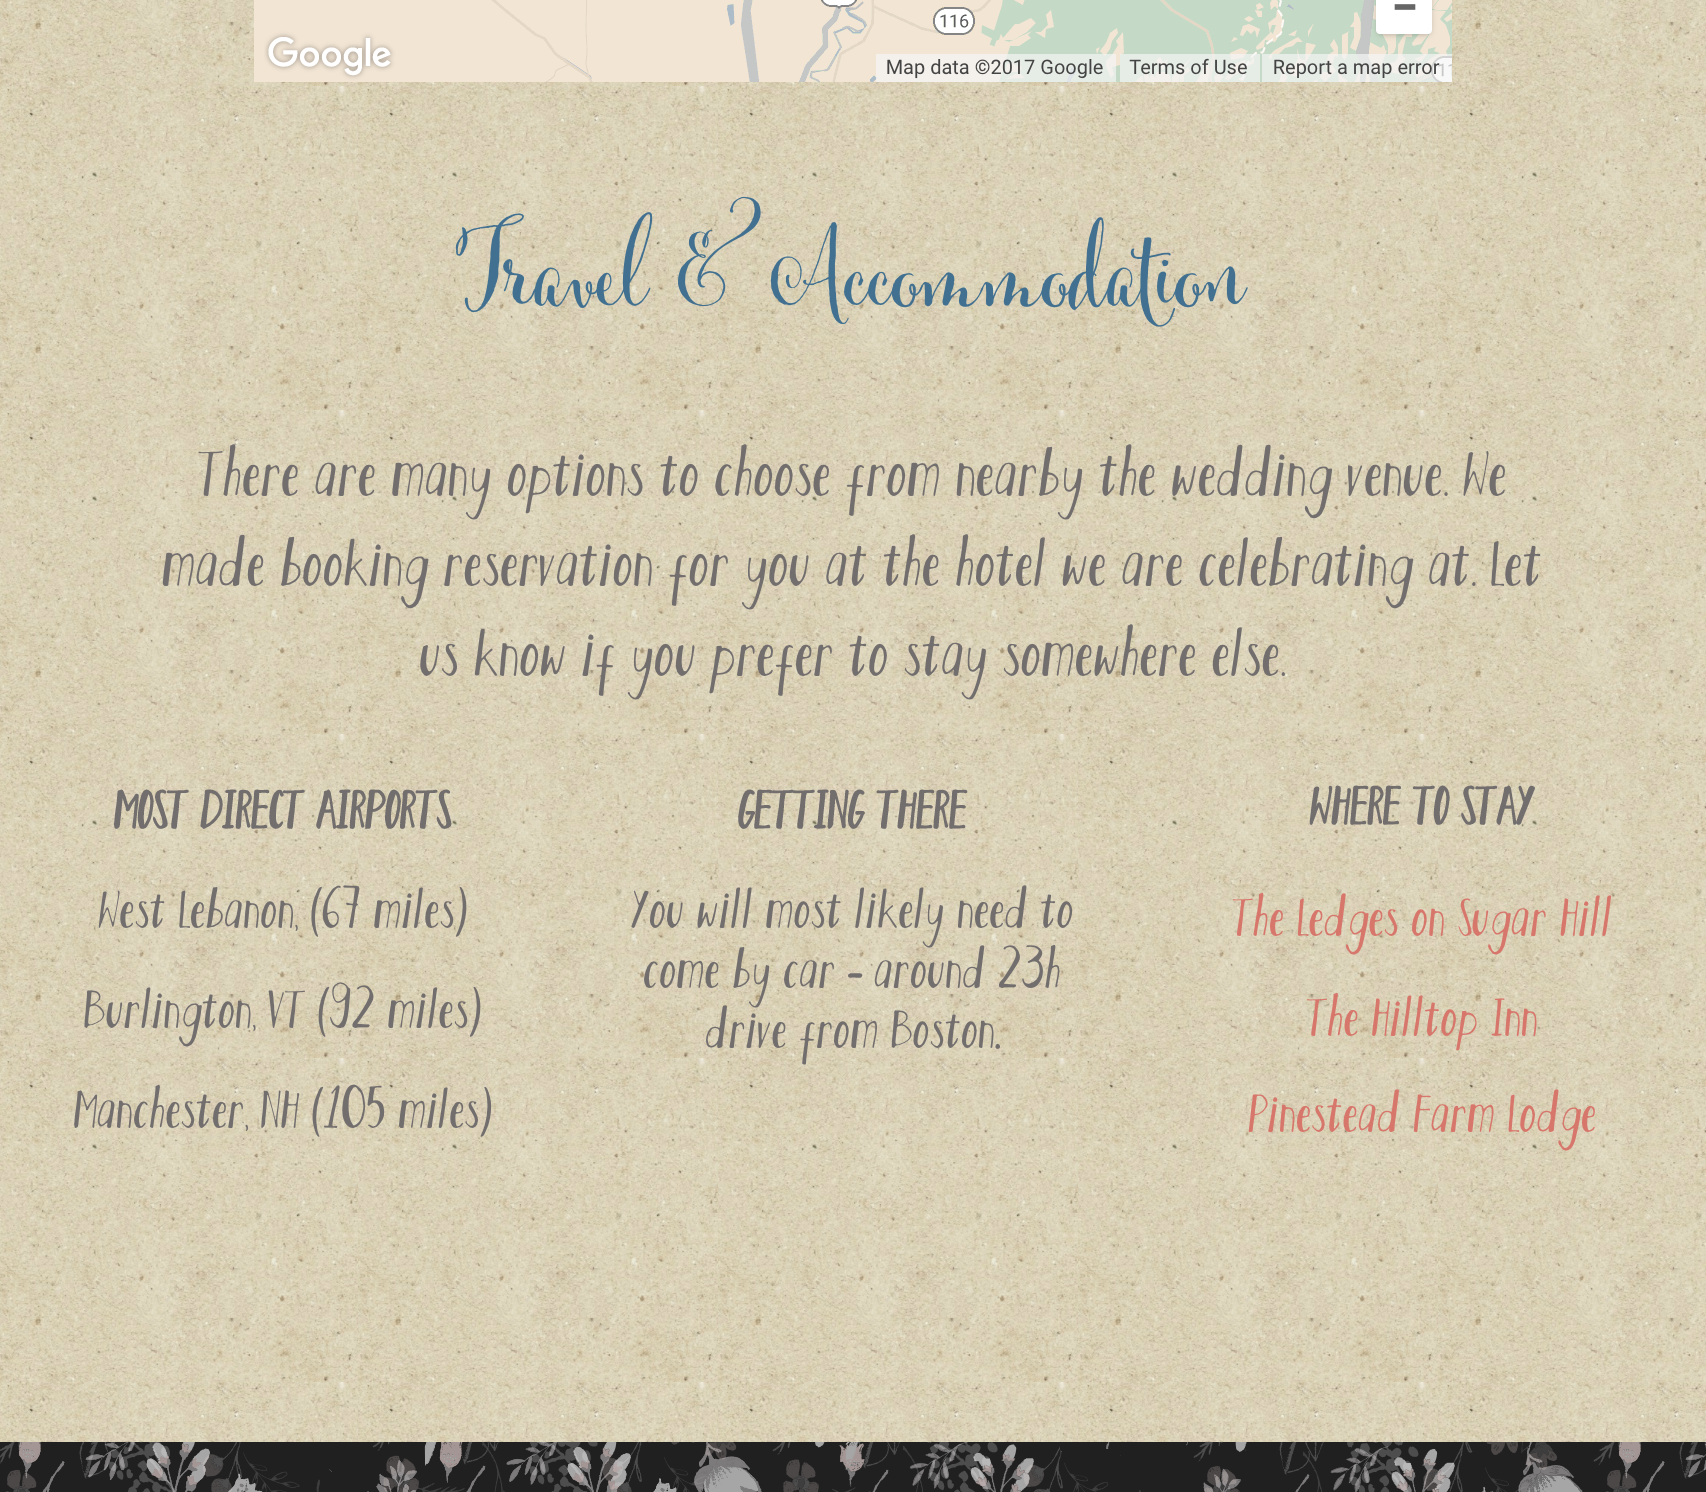 116
Google
Map data ©2017 Google
Terms of Use
Report a map error
Travel & Accommodation
There are many options to choose from nearby the wedding venue. We
made booking reservation for you at the hotel we are celebrating at. Let
us know if you prefer to stay somewhere else.
MOST DIRECT AIRPORTS
West Lebanon, (67 miles)
Burlington, VT (92 miles)
Manchester, NH (105 miles)
GETTING THERE
You will most likely need to
come by car - around 23h
drive from Boston.
WHERE TO STAY
The Ledges on Sugar Hill
The Hilltop Inn
Pinestead Farm Lodge